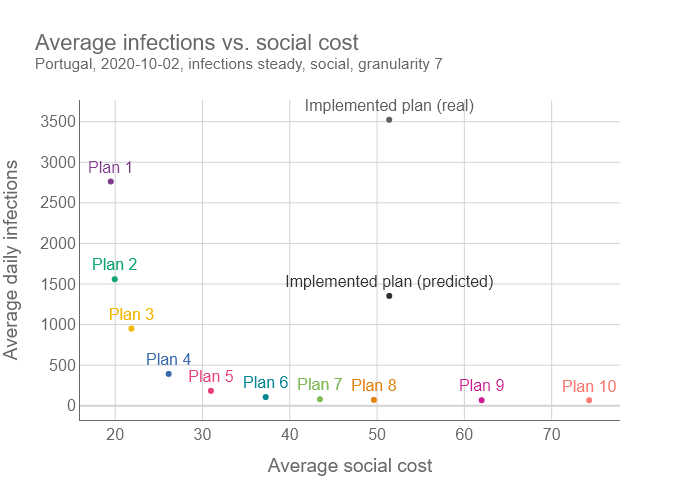 Average infections vs. social cost
Portugal, 2020-10-02, infections steady, social, granularity 7
Implemented plan (real)
3500
Plan 1
3000
2500
Plan 2
2000
Implemented plan (predicted)
1500
Plan 3
1000
Plan 4
500
Plan 5
Plan 6
Plan 7
Plan 8
Plan 9
Plan 10
0
20
30
40
50
60
70
Average social cost
Average daily infections